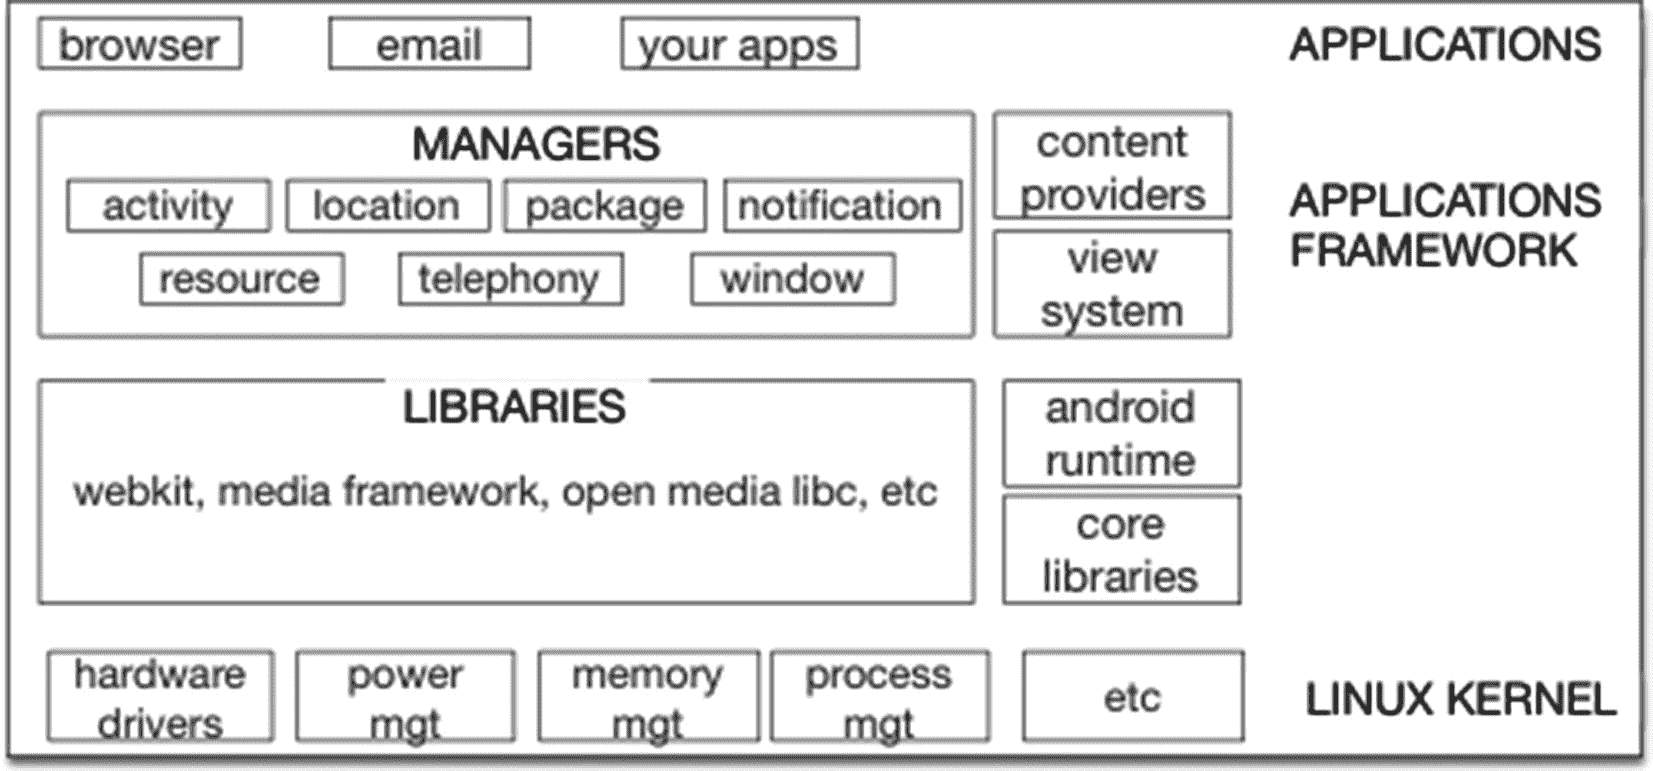 browser email your apps APPLICATIONS
MANAGERS
activity location package notification
resource telephony window
content
providers
view
system
APPLICATIONS
FRAMEWORK
LIBRARIES
webkit, media framework, open media libc, etc
android
runtime
core
libraries
hardware
drivers
power
mgt
memory
mgt
process
mgt
etc
LINUX KERNEL